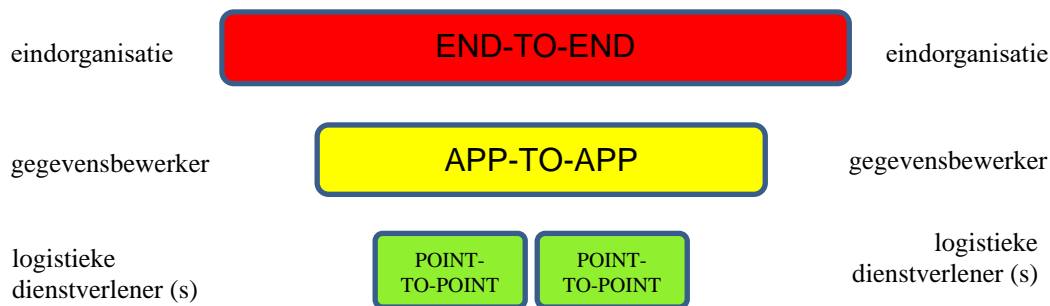 eindorganisatie
END-TO-END
eindorganisatie
gegevensbewerker
APP-TO-APP
gegevensbewerker
logistieke
dienstverlener (s)
POINT-
TO-POINT
POINT-
TO-POINT
logistieke
dienstverlener (s)